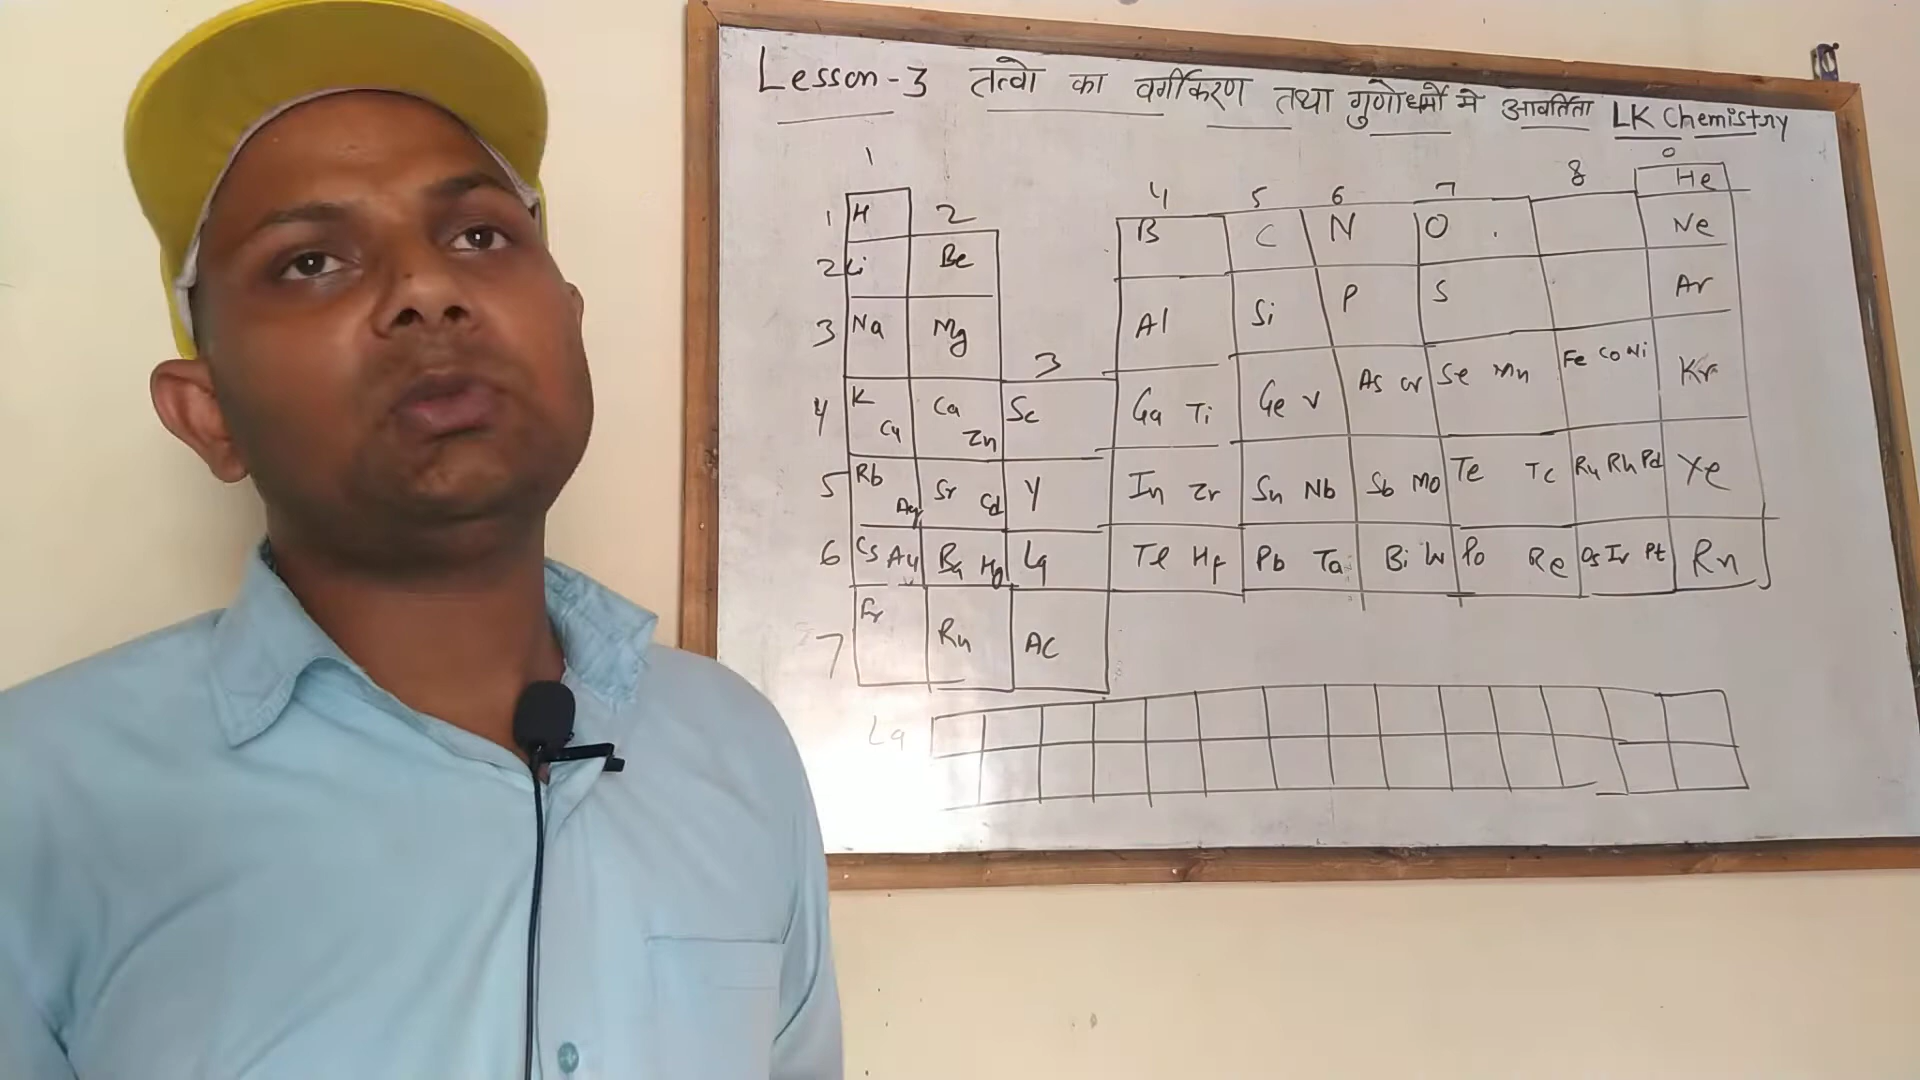 Lesson-3 तत्वो का वर्गीकरण तथा गुणोधर्मो मे आवर्तिता LK Chemistry
1 0
4 5 6 7 8 He
1 H 2 B C N O . Ne
2 Li Be
3 Na Mg Al Si P S Ar
3
4 K Cu Ca Zn Sc Ga Ti Ge V As Cr Se Mn Fe Co Ni Kr
5 Rb Ag Sr Cd Y In Zr Sn Nb Sb Mo Te Tc Ru Rh Pd Xe
6 Cs Au Ba Hg La Tl Hf Pb Ta Bi W Po Re Os Ir Pt Rn
7 Fr Ru AC
La